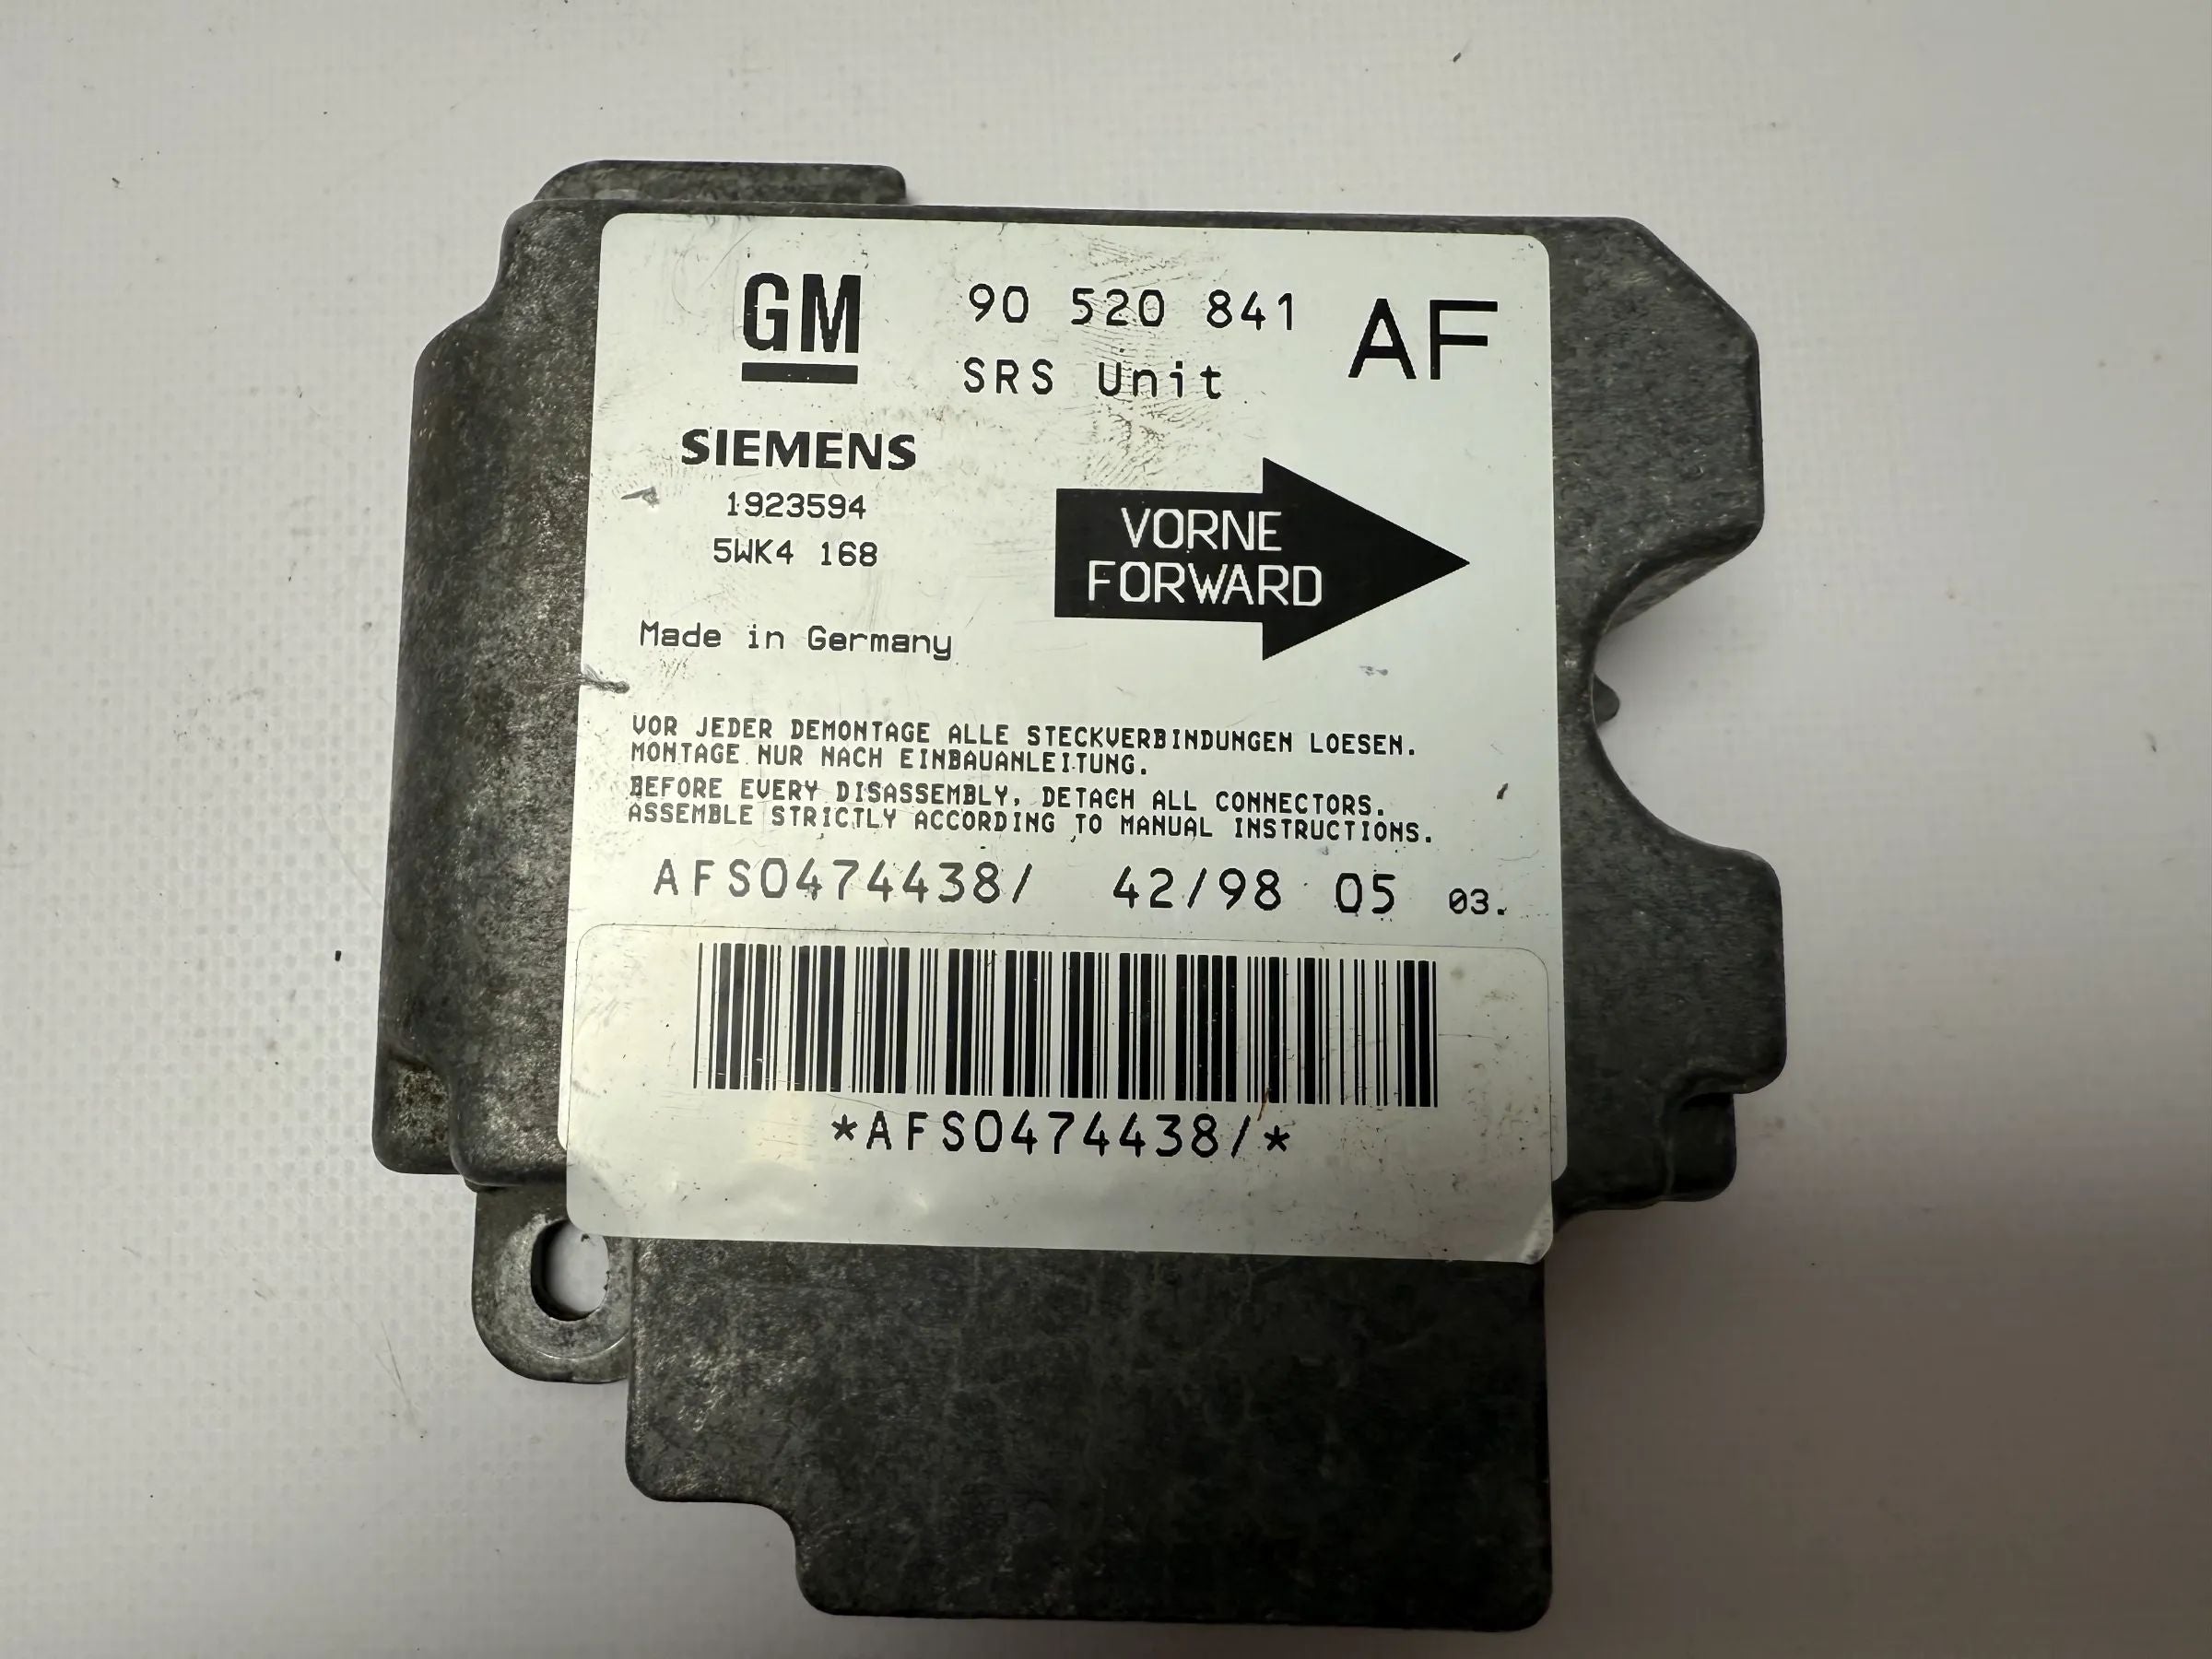 GM 90 520 841 AF
SRS Unit
SIEMENS
1923594
5WK4 168
VORNE
FORWARD
Made in Germany
VOR JEDER DEMONTAGE ALLE STECKVERBINDUNGEN LOESEN.
MONTAGE NUR NACH EINBAUANLEITUNG.
BEFORE EVERY DISASSEMBLY, DETACH ALL CONNECTORS.
ASSEMBLE STRICTLY ACCORDING TO MANUAL INSTRUCTIONS.
AFS0474438/ 42/98 05 03.
*AFS0474438/*